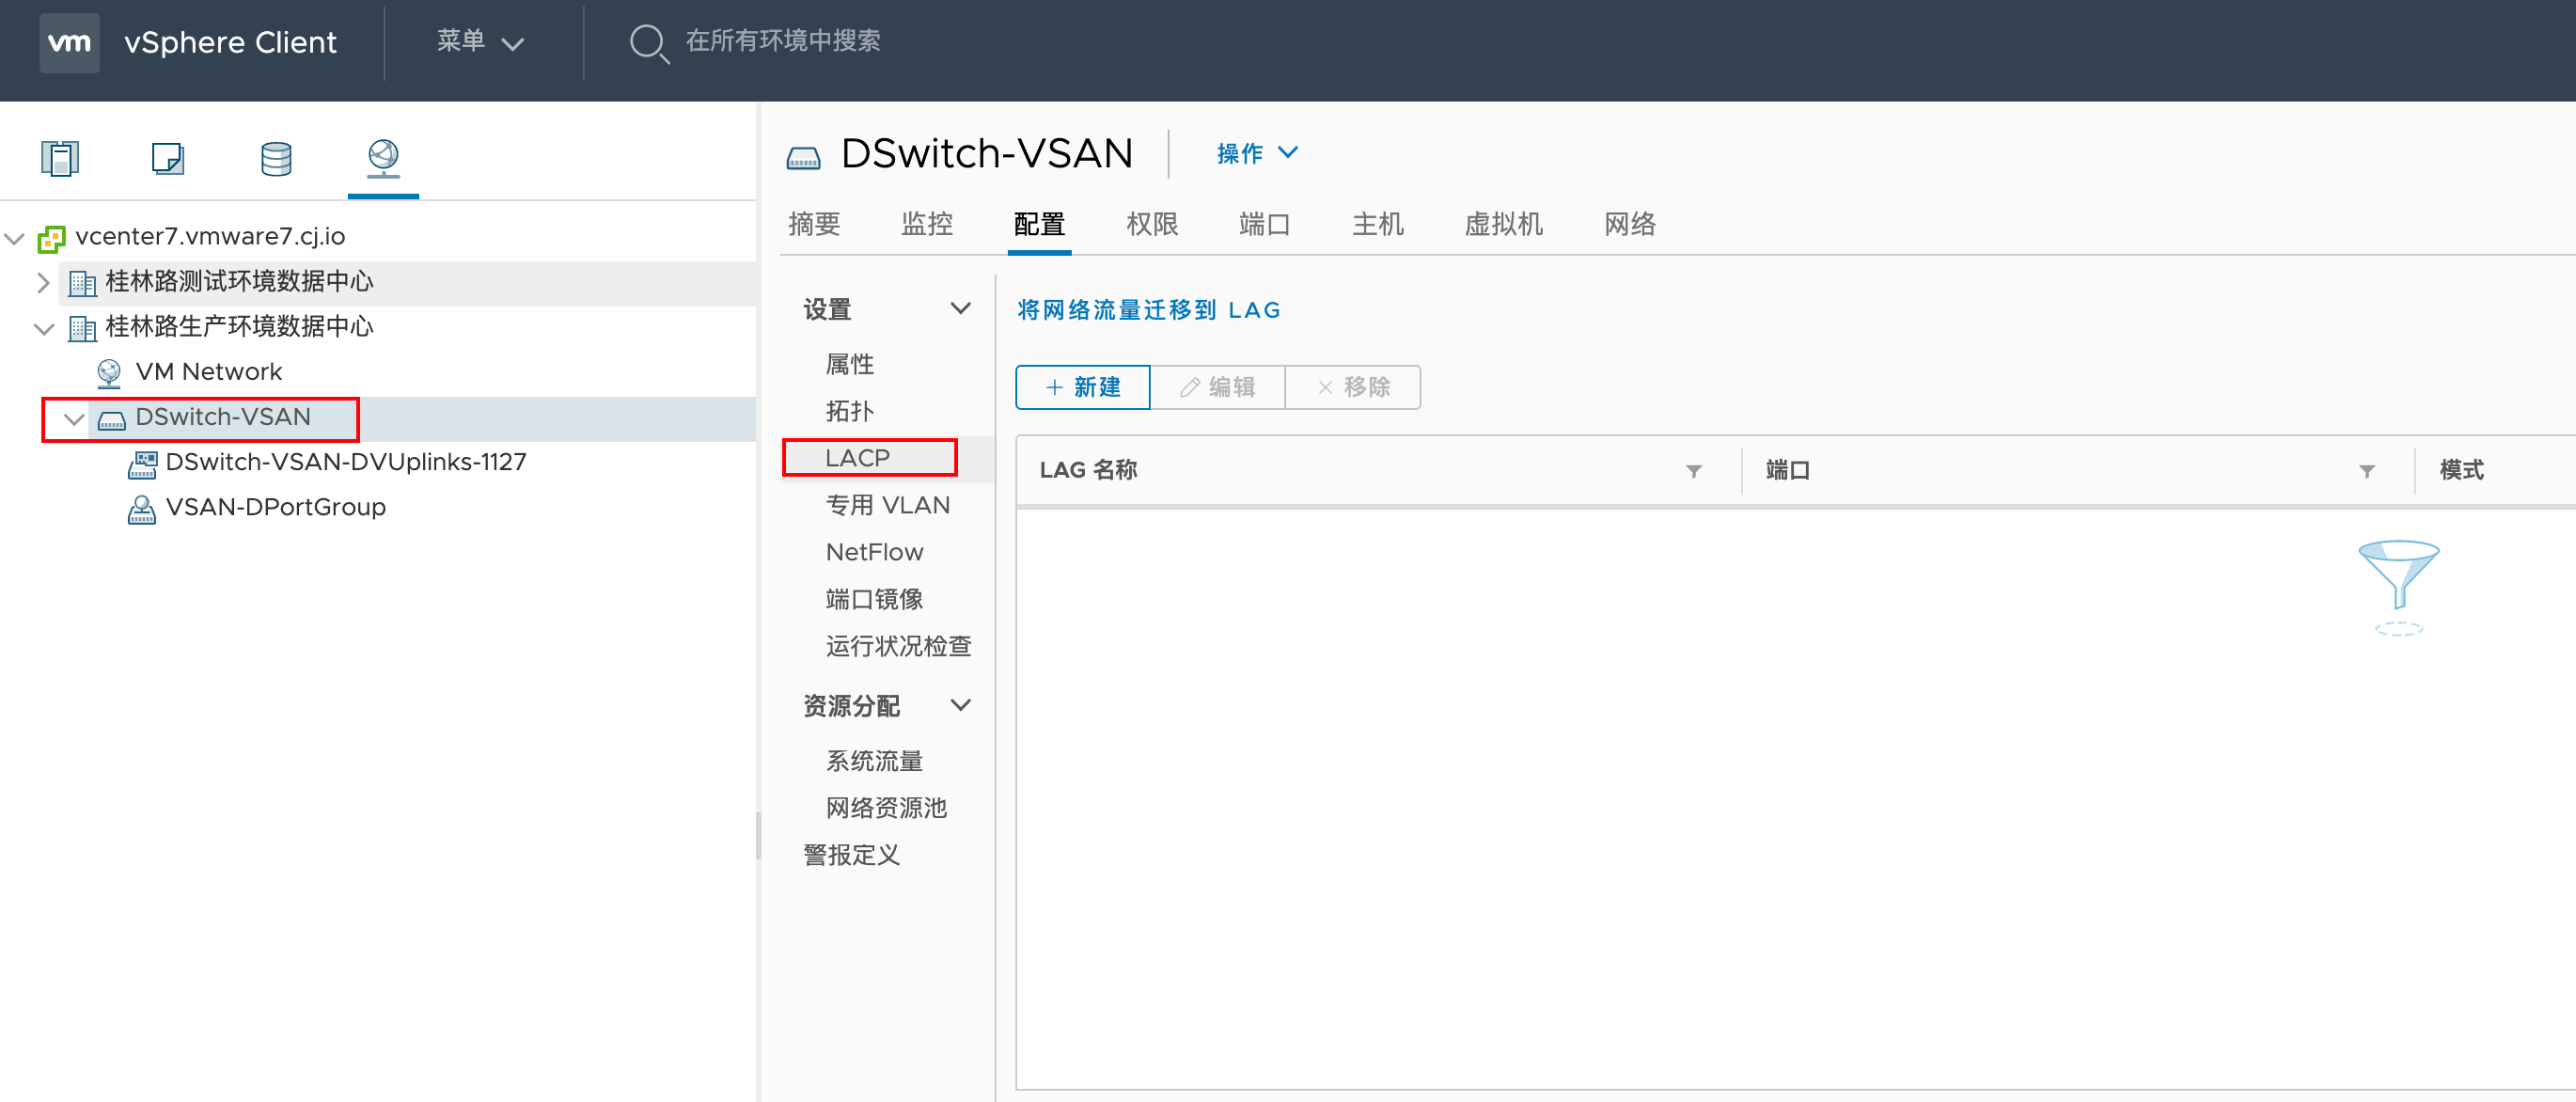 vm vSphere Client 菜单 在所有环境中搜索
vcenter7.vmware7.cj.io
桂林路测试环境数据中心
桂林路生产环境数据中心
VM Network
DSwitch-VSAN
DSwitch-VSAN-DVUplinks-1127
VSAN-DPortGroup
DSwitch-VSAN 操作
摘要 监控 配置 权限 端口 主机 虚拟机 网络
设置
属性
拓扑
LACP
专用 VLAN
NetFlow
端口镜像
运行状况检查
资源分配
系统流量
网络资源池
警报定义
将网络流量迁移到 LAG
+ 新建 编辑 × 移除
LAG 名称 端口 模式